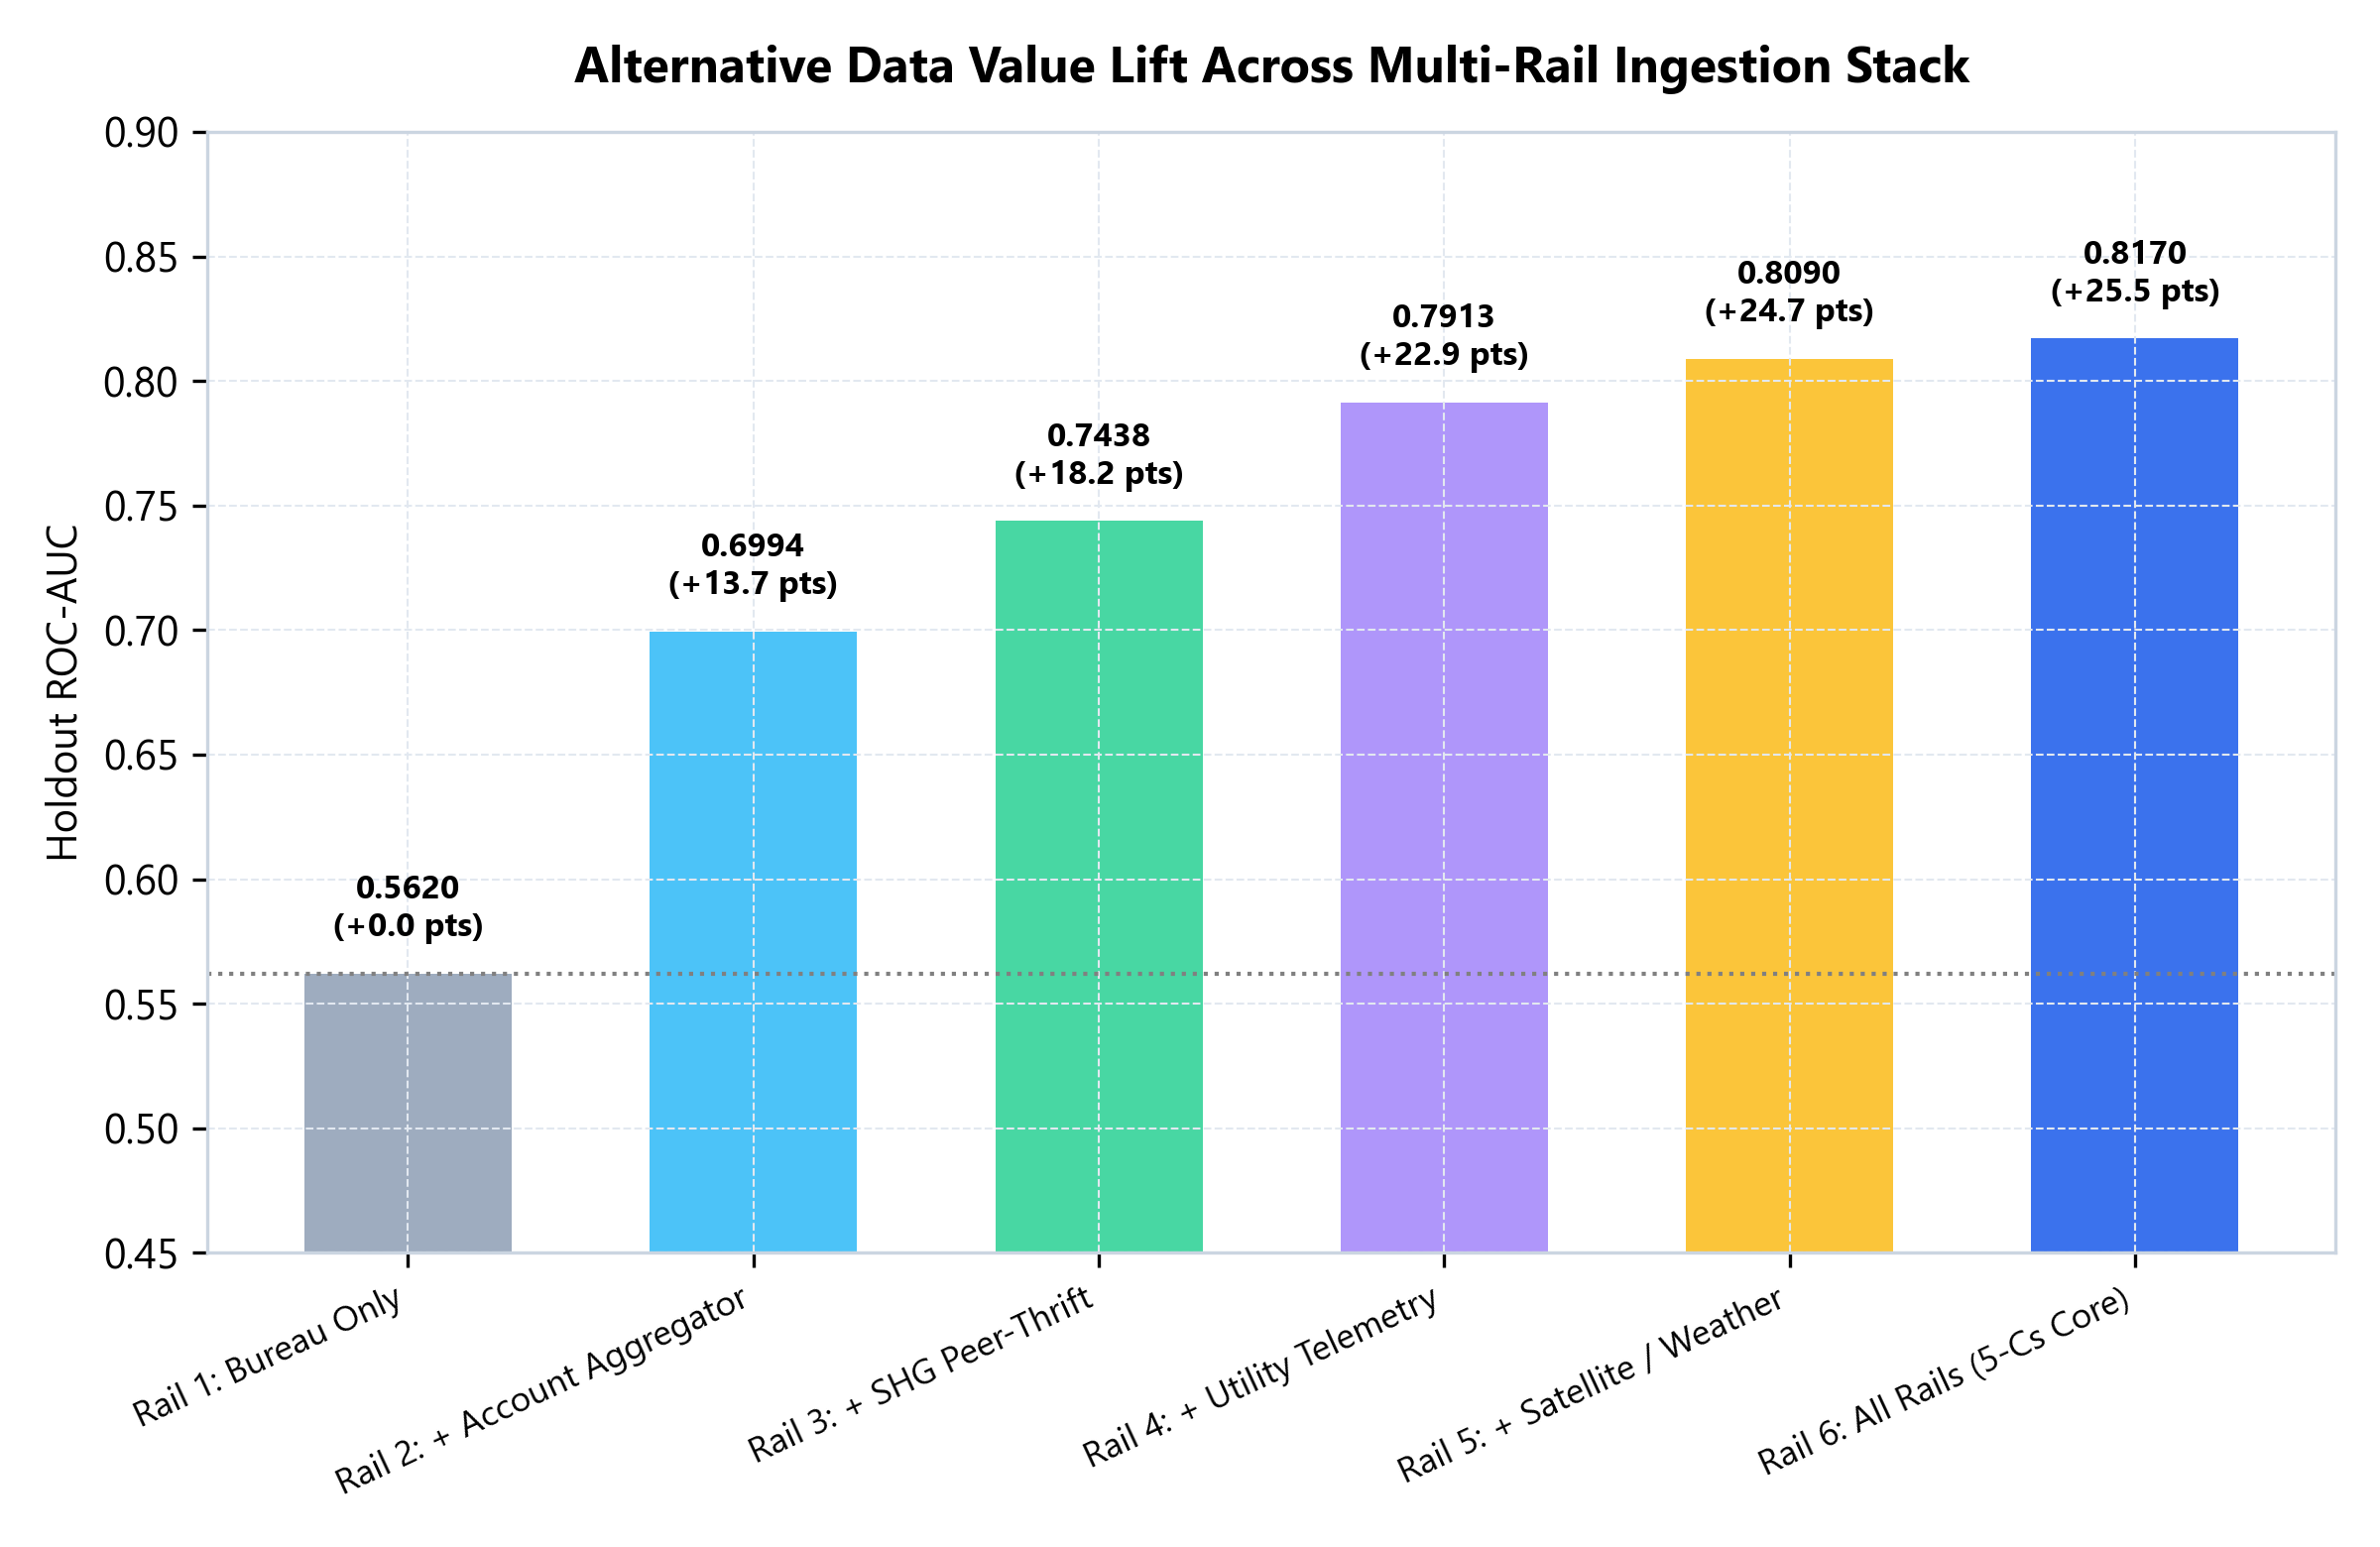 Alternative Data Value Lift Across Multi-Rail Ingestion Stack
Holdout ROC-AUC
0.90
0.85
0.80
0.75
0.70
0.65
0.60
0.55
0.50
0.45
0.5620
(+0.0 pts)
0.6994
(+13.7 pts)
0.7438
(+18.2 pts)
0.7913
(+22.9 pts)
0.8090
(+24.7 pts)
0.8170
(+25.5 pts)
Rail 1: Bureau Only
Rail 2: + Account Aggregator
Rail 3: + SHG Peer-Thrift
Rail 4: + Utility Telemetry
Rail 5: + Satellite / Weather
Rail 6: All Rails (5-Cs Core)